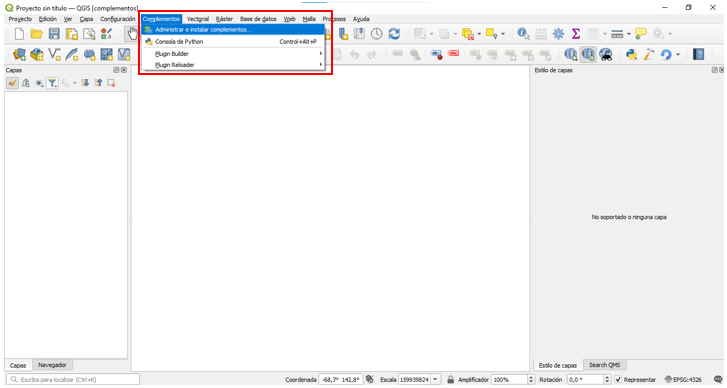 Proyecto sin título — QGIS [complementos]
Proyecto Edición Ver Capa Configuración Complementos Vectorial Ráster Base de datos Web Malla Procesos Ayuda
Administrar e instalar complementos...
Consola de Python Control+Alt+P
Plugin Builder
Plugin Reloader
Capas
Estilo de capas
No soportado o ninguna capa
Capas Navegador
Estilo de capas Search QMS
Escriba para localizar (Ctrl+K) Coordenada -68,7° 142,8° Escala 159939824 Amplificador 100% Rotación 0,0 ° Representar EPSG:4326